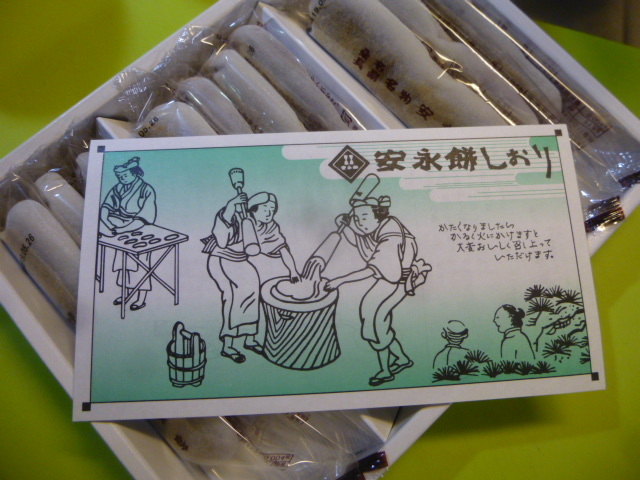 安永餅しおり
かたくなりましたら
かるく火にかけますと
大変おいしく召し上って
いただけます。